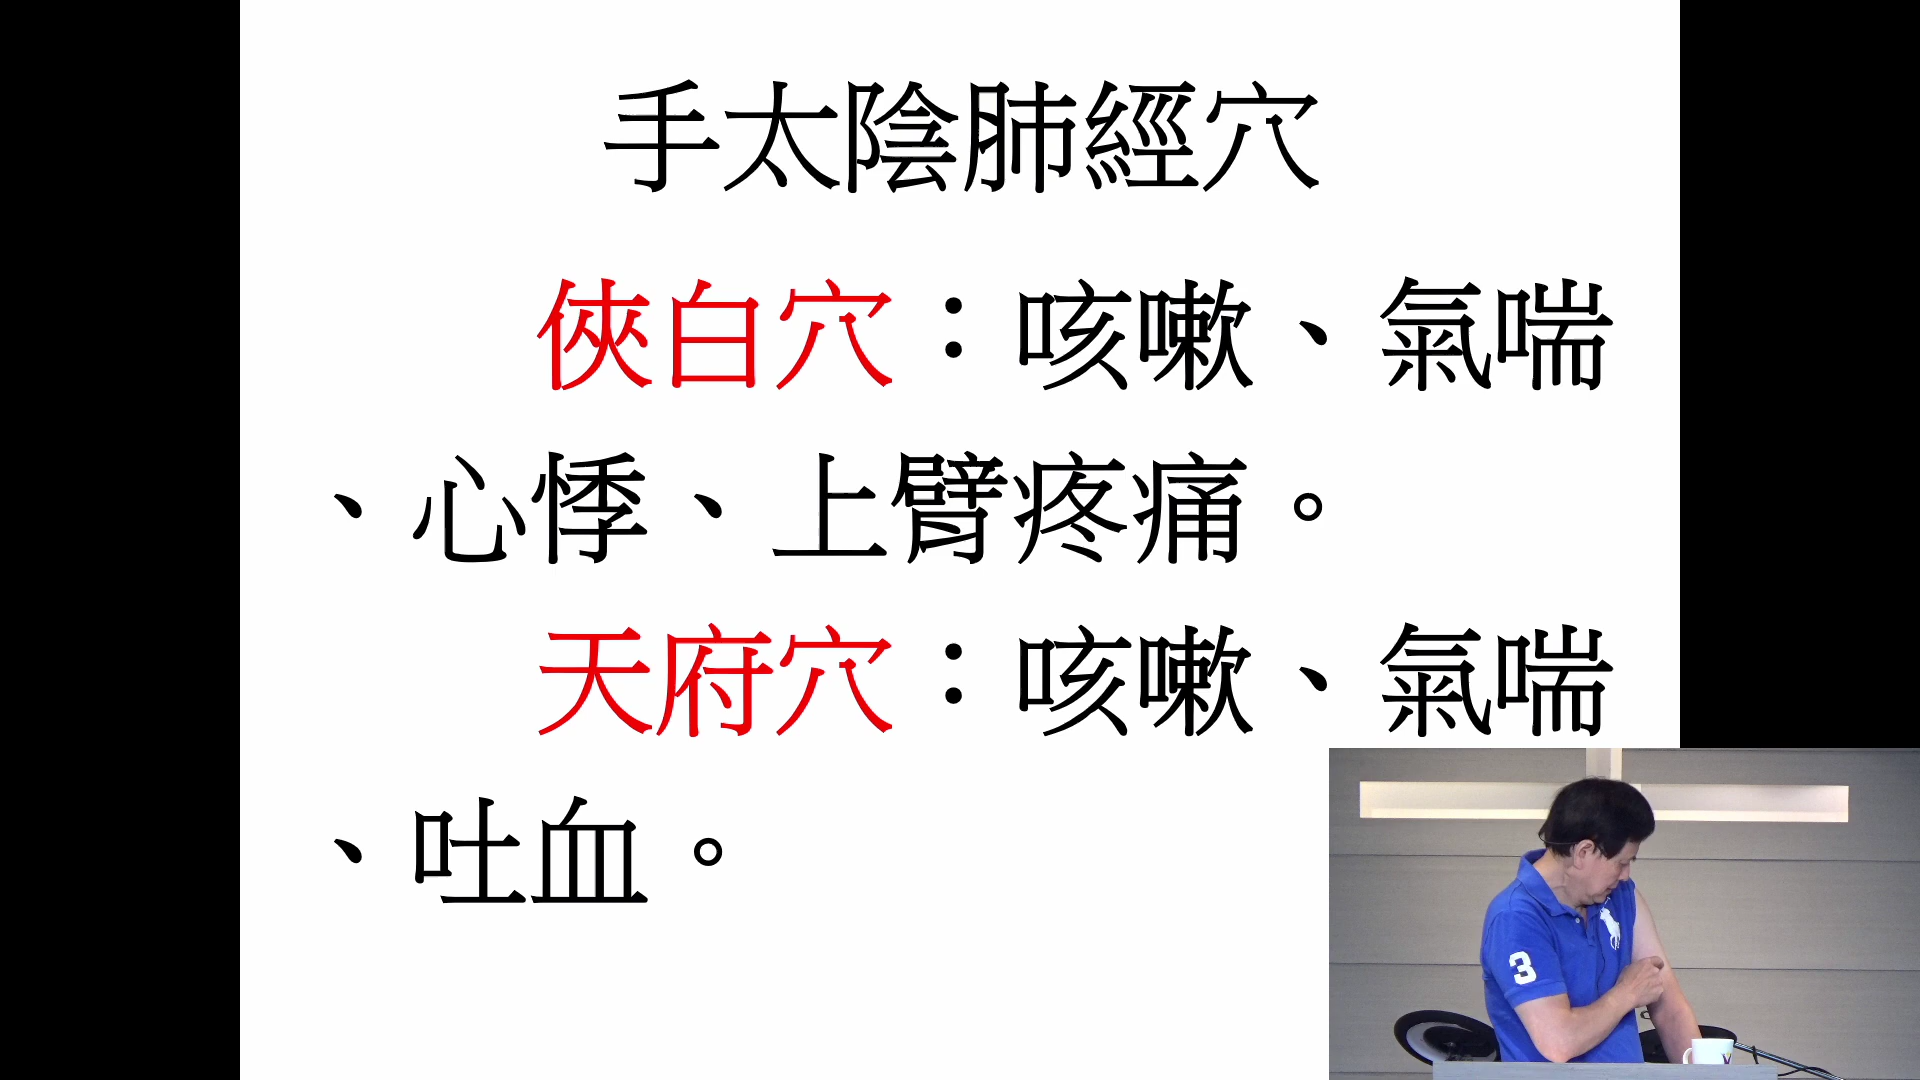 手太陰肺經穴
俠白穴：咳嗽、氣喘
、心悸、上臂疼痛。
天府穴：咳嗽、氣喘
、吐血。
3